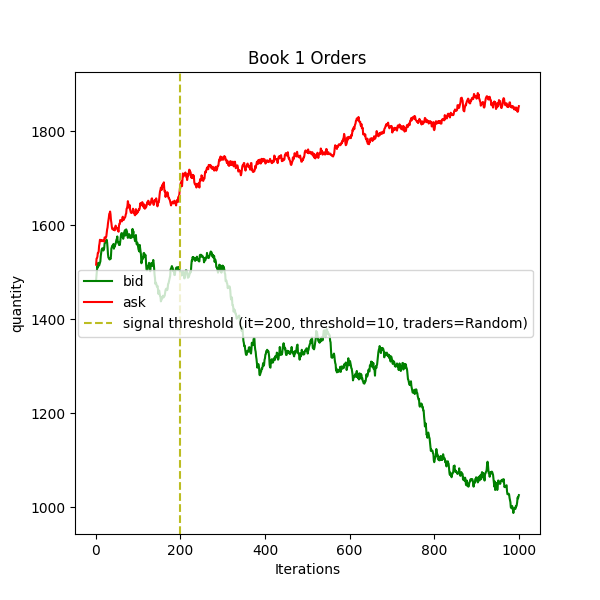 Book 1 Orders
quantity
1800
1600
1400
1200
1000
bid
ask
signal threshold (it=200, threshold=10, traders=Random)
0 200 400 600 800 1000
Iterations